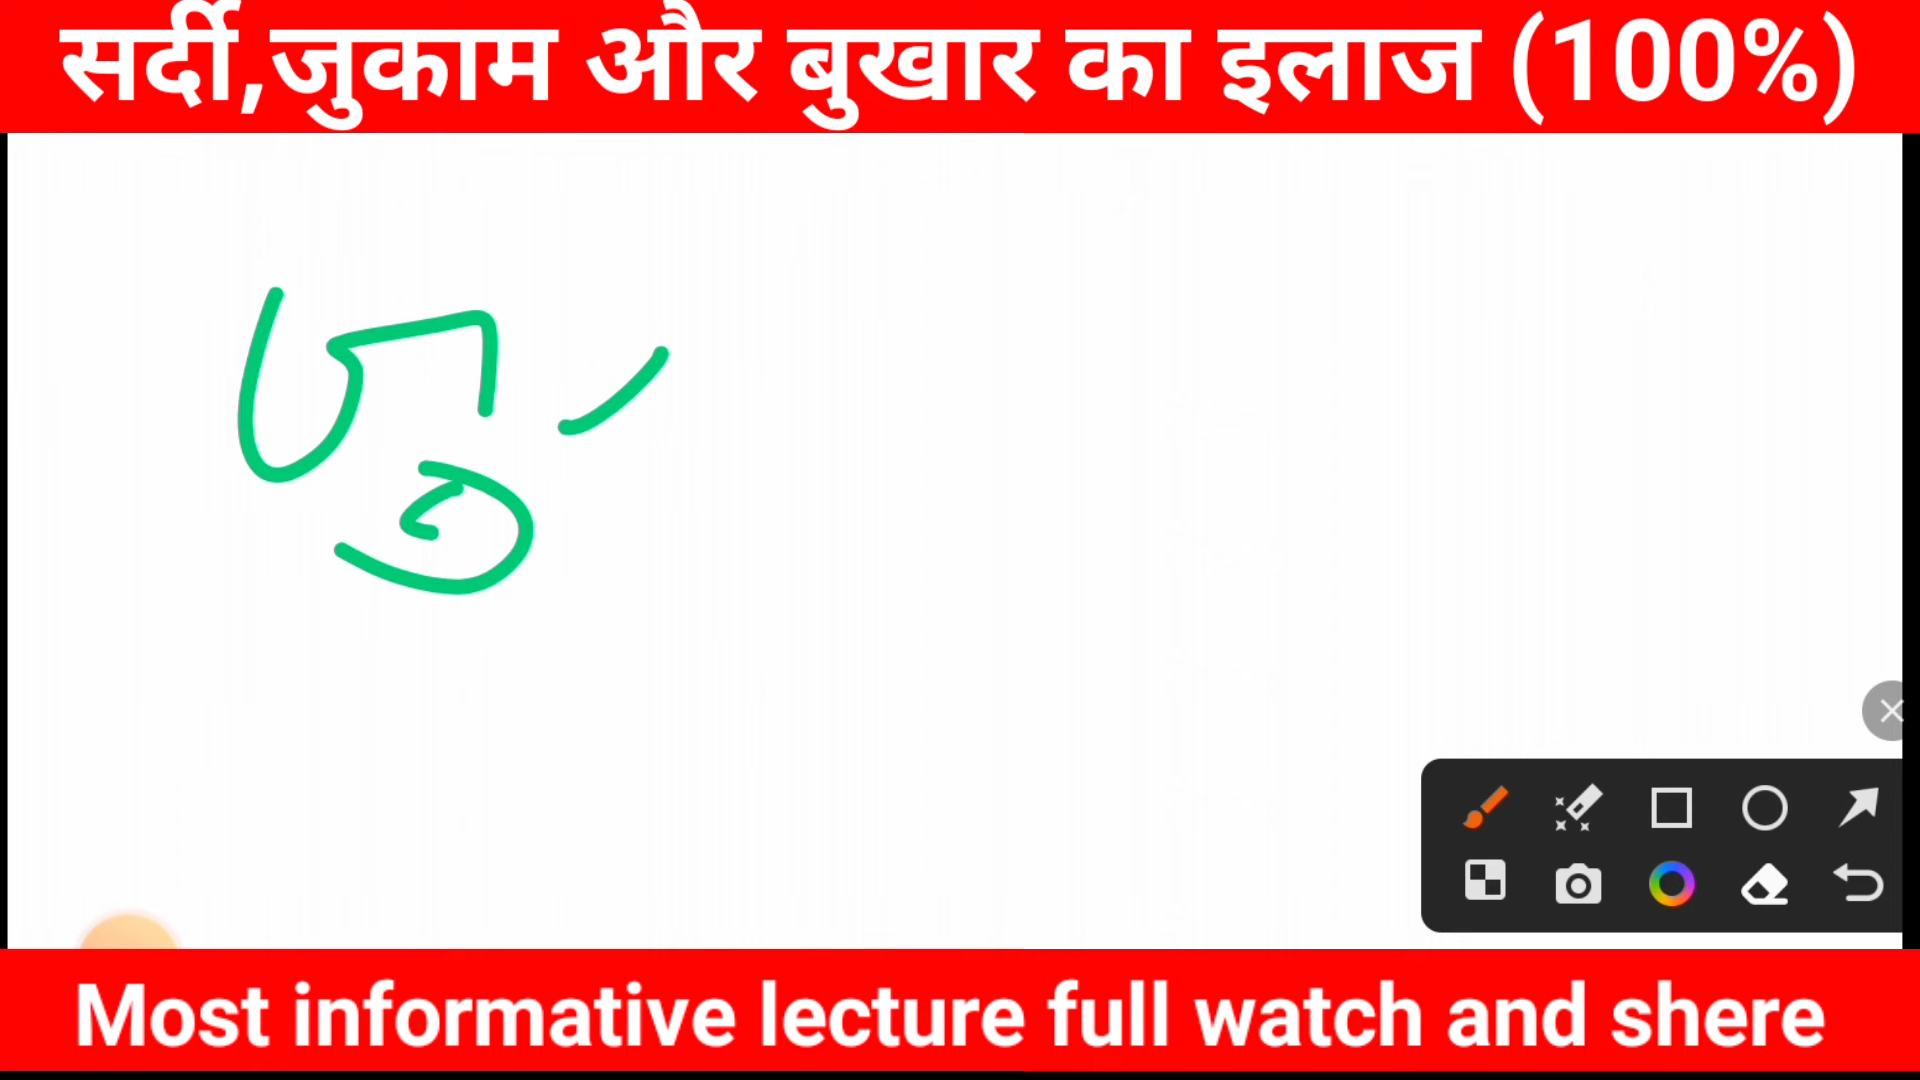 सर्दी,जुकाम और बुखार का इलाज (100%)
Most informative lecture full watch and shere